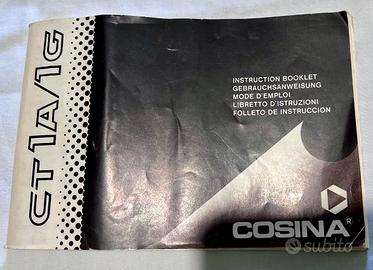 CT1A/1G
INSTRUCTION BOOKLET
GEBRAUCHSANWEISUNG
MODE D'EMPLOI
LIBRETTO D'ISTRUZIONI
FOLLETO DE INSTRUCCION
COSINA®
subito